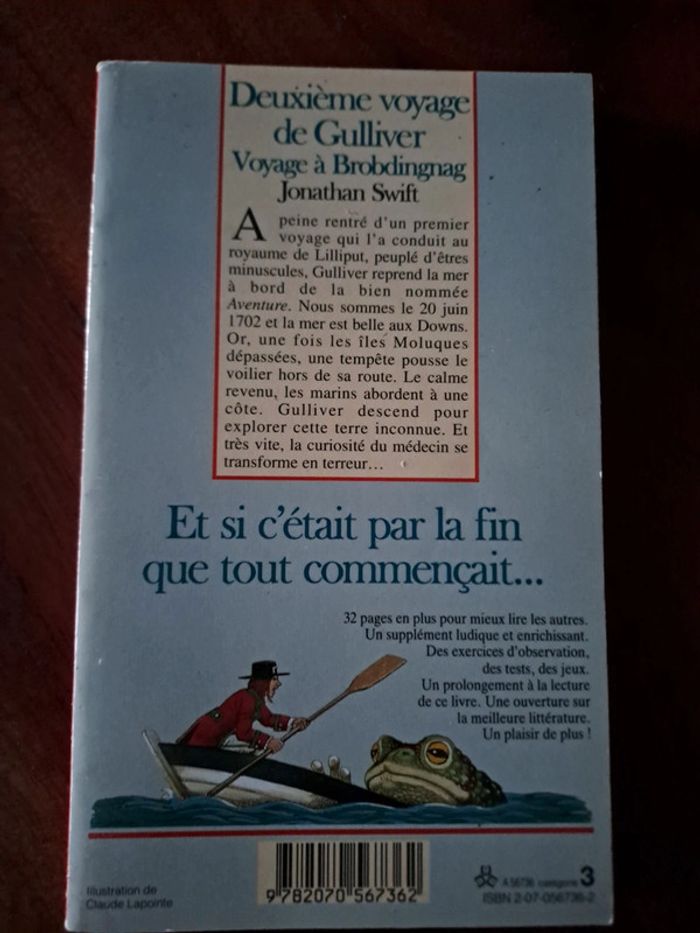 Deuxième voyage
de Gulliver
Voyage à Brobdingnag
Jonathan Swift
A peine rentré d'un premier
voyage qui l'a conduit au
royaume de Lilliput, peuplé d'êtres
minuscules, Gulliver reprend la mer
à bord de la bien nommée
Aventure. Nous sommes le 20 juin
1702 et la mer est belle aux Downs.
Or, une fois les îles Moluques
dépassées, une tempête pousse le
voilier hors de sa route. Le calme
revenu, les marins abordent à une
côte. Gulliver descend pour
explorer cette terre inconnue. Et
très vite, la curiosité du médecin se
transforme en terreur...
Et si c'était par la fin
que tout commençait...
32 pages en plus pour mieux lire les autres.
Un supplément ludique et enrichissant.
Des exercices d'observation,
des tests, des jeux.
Un prolongement à la lecture
de ce livre. Une ouverture sur
la meilleure littérature.
Un plaisir de plus !
Illustration de
Claude Lapointe
9 782070 567362
A 56736 catégorie 3
ISBN 2-07-056736-2